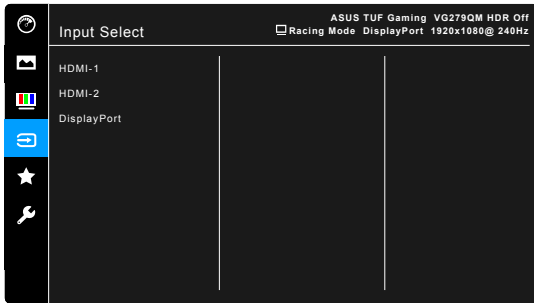 ASUS TUF Gaming VG279QM HDR Off
Input Select
Racing Mode DisplayPort 1920x1080@ 240Hz
HDMI-1
HDMI-2
DisplayPort